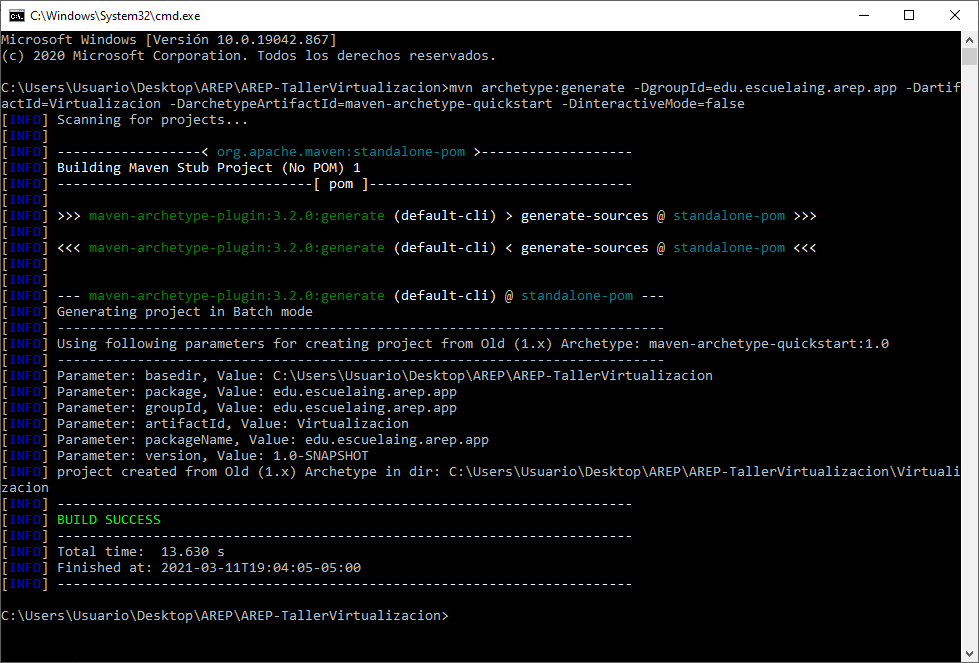 C:\Windows\System32\cmd.exe
Microsoft Windows [Versión 10.0.19042.867]
(c) 2020 Microsoft Corporation. Todos los derechos reservados.
C:\Users\Usuario\Desktop\AREP\AREP-TallerVirtualizacion>mvn archetype:generate -DgroupId=edu.escuelaing.arep.app -Dartif
actId=Virtualizacion -DarchetypeArtifactId=maven-archetype-quickstart -DinteractiveMode=false
[INFO] Scanning for projects...
[INFO]
[INFO] ------------------< org.apache.maven:standalone-pom >-------------------
[INFO] Building Maven Stub Project (No POM) 1
[INFO] --------------------------------[ pom ]---------------------------------
[INFO]
[INFO] >>> maven-archetype-plugin:3.2.0:generate (default-cli) > generate-sources @ standalone-pom >>>
[INFO]
[INFO] <<< maven-archetype-plugin:3.2.0:generate (default-cli) < generate-sources @ standalone-pom <<<
[INFO]
[INFO]
[INFO] --- maven-archetype-plugin:3.2.0:generate (default-cli) @ standalone-pom ---
[INFO] Generating project in Batch mode
[INFO] ----------------------------------------------------------------------------
[INFO] Using following parameters for creating project from Old (1.x) Archetype: maven-archetype-quickstart:1.0
[INFO] ----------------------------------------------------------------------------
[INFO] Parameter: basedir, Value: C:\Users\Usuario\Desktop\AREP\AREP-TallerVirtualizacion
[INFO] Parameter: package, Value: edu.escuelaing.arep.app
[INFO] Parameter: groupId, Value: edu.escuelaing.arep.app
[INFO] Parameter: artifactId, Value: Virtualizacion
[INFO] Parameter: packageName, Value: edu.escuelaing.arep.app
[INFO] Parameter: version, Value: 1.0-SNAPSHOT
[INFO] project created from Old (1.x) Archetype in dir: C:\Users\Usuario\Desktop\AREP\AREP-TallerVirtualizacion\Virtuali
zacion
[INFO] ------------------------------------------------------------------------
[INFO] BUILD SUCCESS
[INFO] ------------------------------------------------------------------------
[INFO] Total time:  13.630 s
[INFO] Finished at: 2021-03-11T19:04:05-05:00
[INFO] ------------------------------------------------------------------------
C:\Users\Usuario\Desktop\AREP\AREP-TallerVirtualizacion>